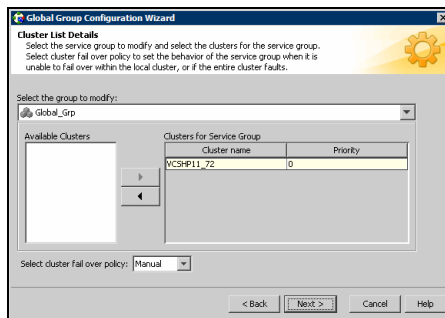 Global Group Configuration Wizard
Cluster List Details
Select the service group to modify and select the clusters for the service group.
Select cluster fail over policy to set the behavior of the service group when it is
unable to fail over within the local cluster, or if the entire cluster faults.
Select the group to modify:
Global_Grp
Available Clusters
Clusters for Service Group
Cluster name Priority
VCSHP11_72 0
Select cluster fail over policy: Manual
< Back Next > Cancel Help